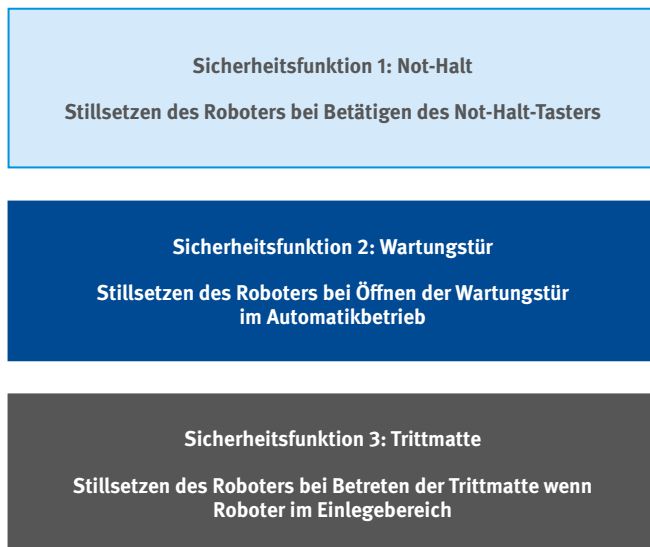 Sicherheitsfunktion 1: Not-Halt
Stillsetzen des Roboters bei Betätigen des Not-Halt-Tasters
Sicherheitsfunktion 2: Wartungstür
Stillsetzen des Roboters bei Öffnen der Wartungstür
im Automatikbetrieb
Sicherheitsfunktion 3: Trittmatte
Stillsetzen des Roboters bei Betreten der Trittmatte wenn
Roboter im Einlegebereich